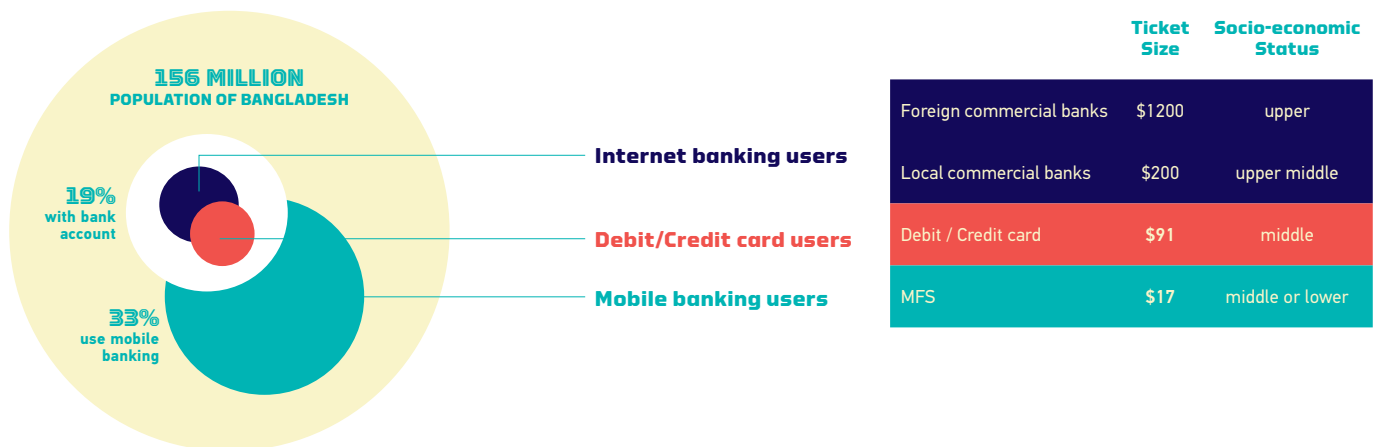 156 MILLION
POPULATION OF BANGLADESH
19%
with bank
account
33%
use mobile
banking
Internet banking users
Debit/Credit card users
Mobile banking users
Ticket Size
Socio-economic Status
Foreign commercial banks $1200 upper
Local commercial banks $200 upper middle
Debit / Credit card $91 middle
MFS $17 middle or lower